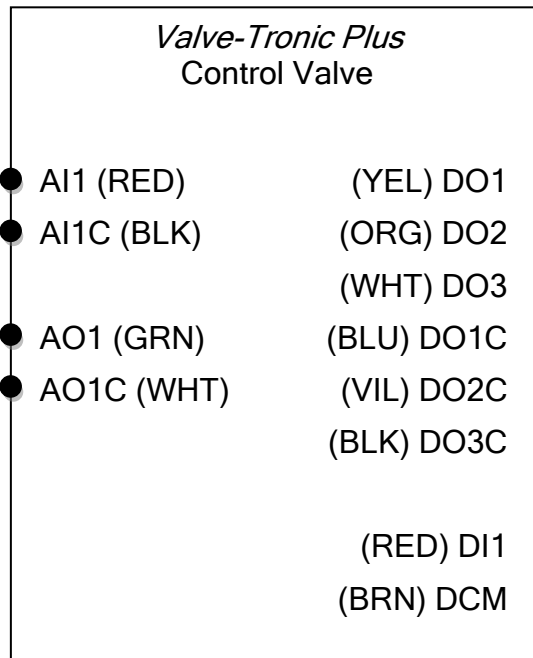 Valve-Tronic Plus
Control Valve
AI1 (RED) (YEL) DO1
AI1C (BLK) (ORG) DO2
(WHT) DO3
AO1 (GRN) (BLU) DO1C
AO1C (WHT) (VIL) DO2C
(BLK) DO3C
(RED) DI1
(BRN) DCM